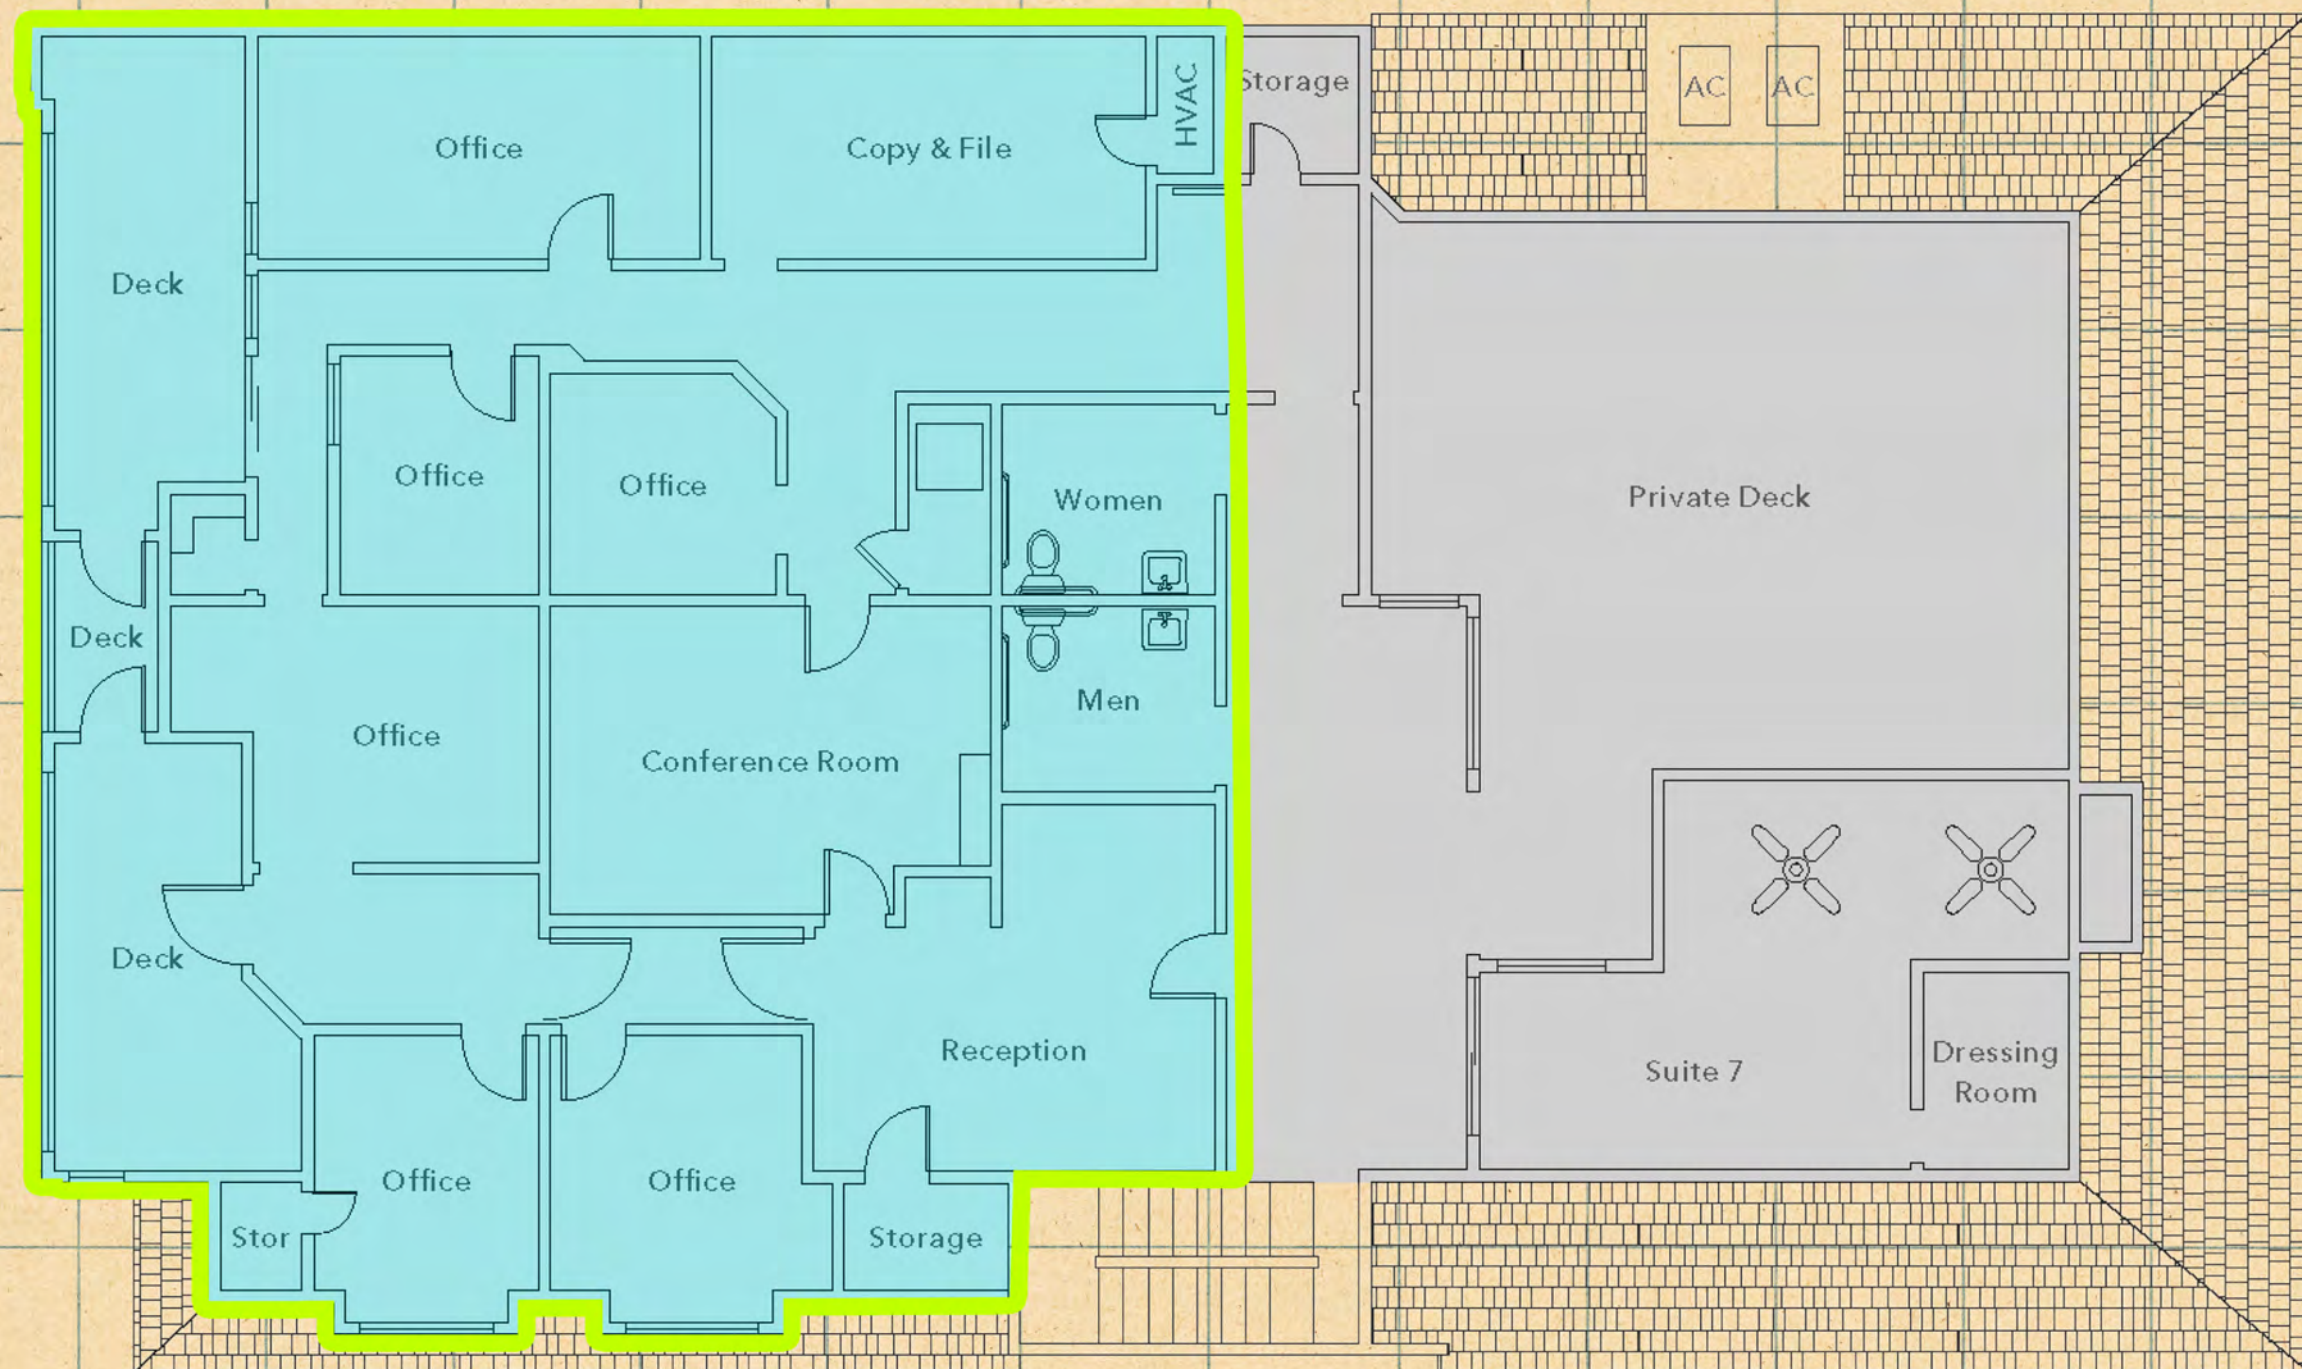 Storage
AC AC
HVAC
Office
Copy & File
Deck
Office
Office
Women
Private Deck
Deck
Men
Office
Conference Room
Deck
Reception
Suite 7
Dressing
Room
Office
Office
Stor
Storage